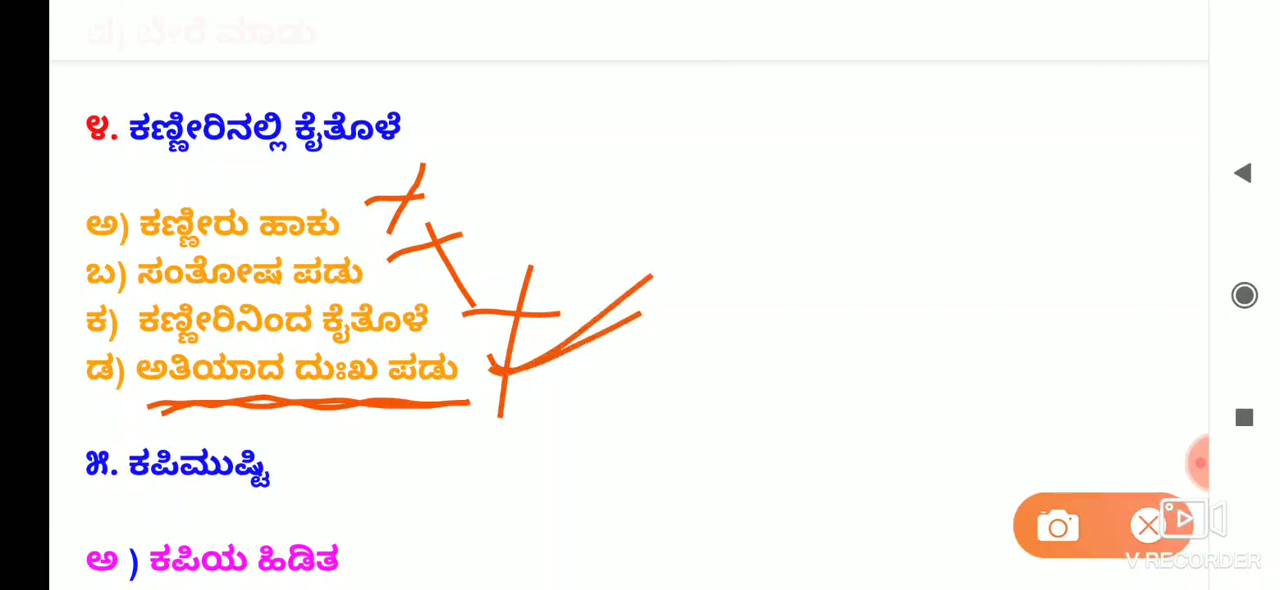 ಖ) ಬೇರೆ ಮಾಡು
೪. ಕಣ್ಣೀರಿನಲ್ಲಿ ಕೈತೊಳೆ
ಅ) ಕಣ್ಣೀರು ಹಾಕು
ಬ) ಸಂತೋಷ ಪಡು
ಕ) ಕಣ್ಣೀರಿನಿಂದ ಕೈತೊಳೆ
ಡ) ಅತಿಯಾದ ದುಃಖ ಪಡು
೫. ಕಪಿಮುಷ್ಟಿ
ಅ ) ಕಪಿಯ ಹಿಡಿತ
V RECORDER